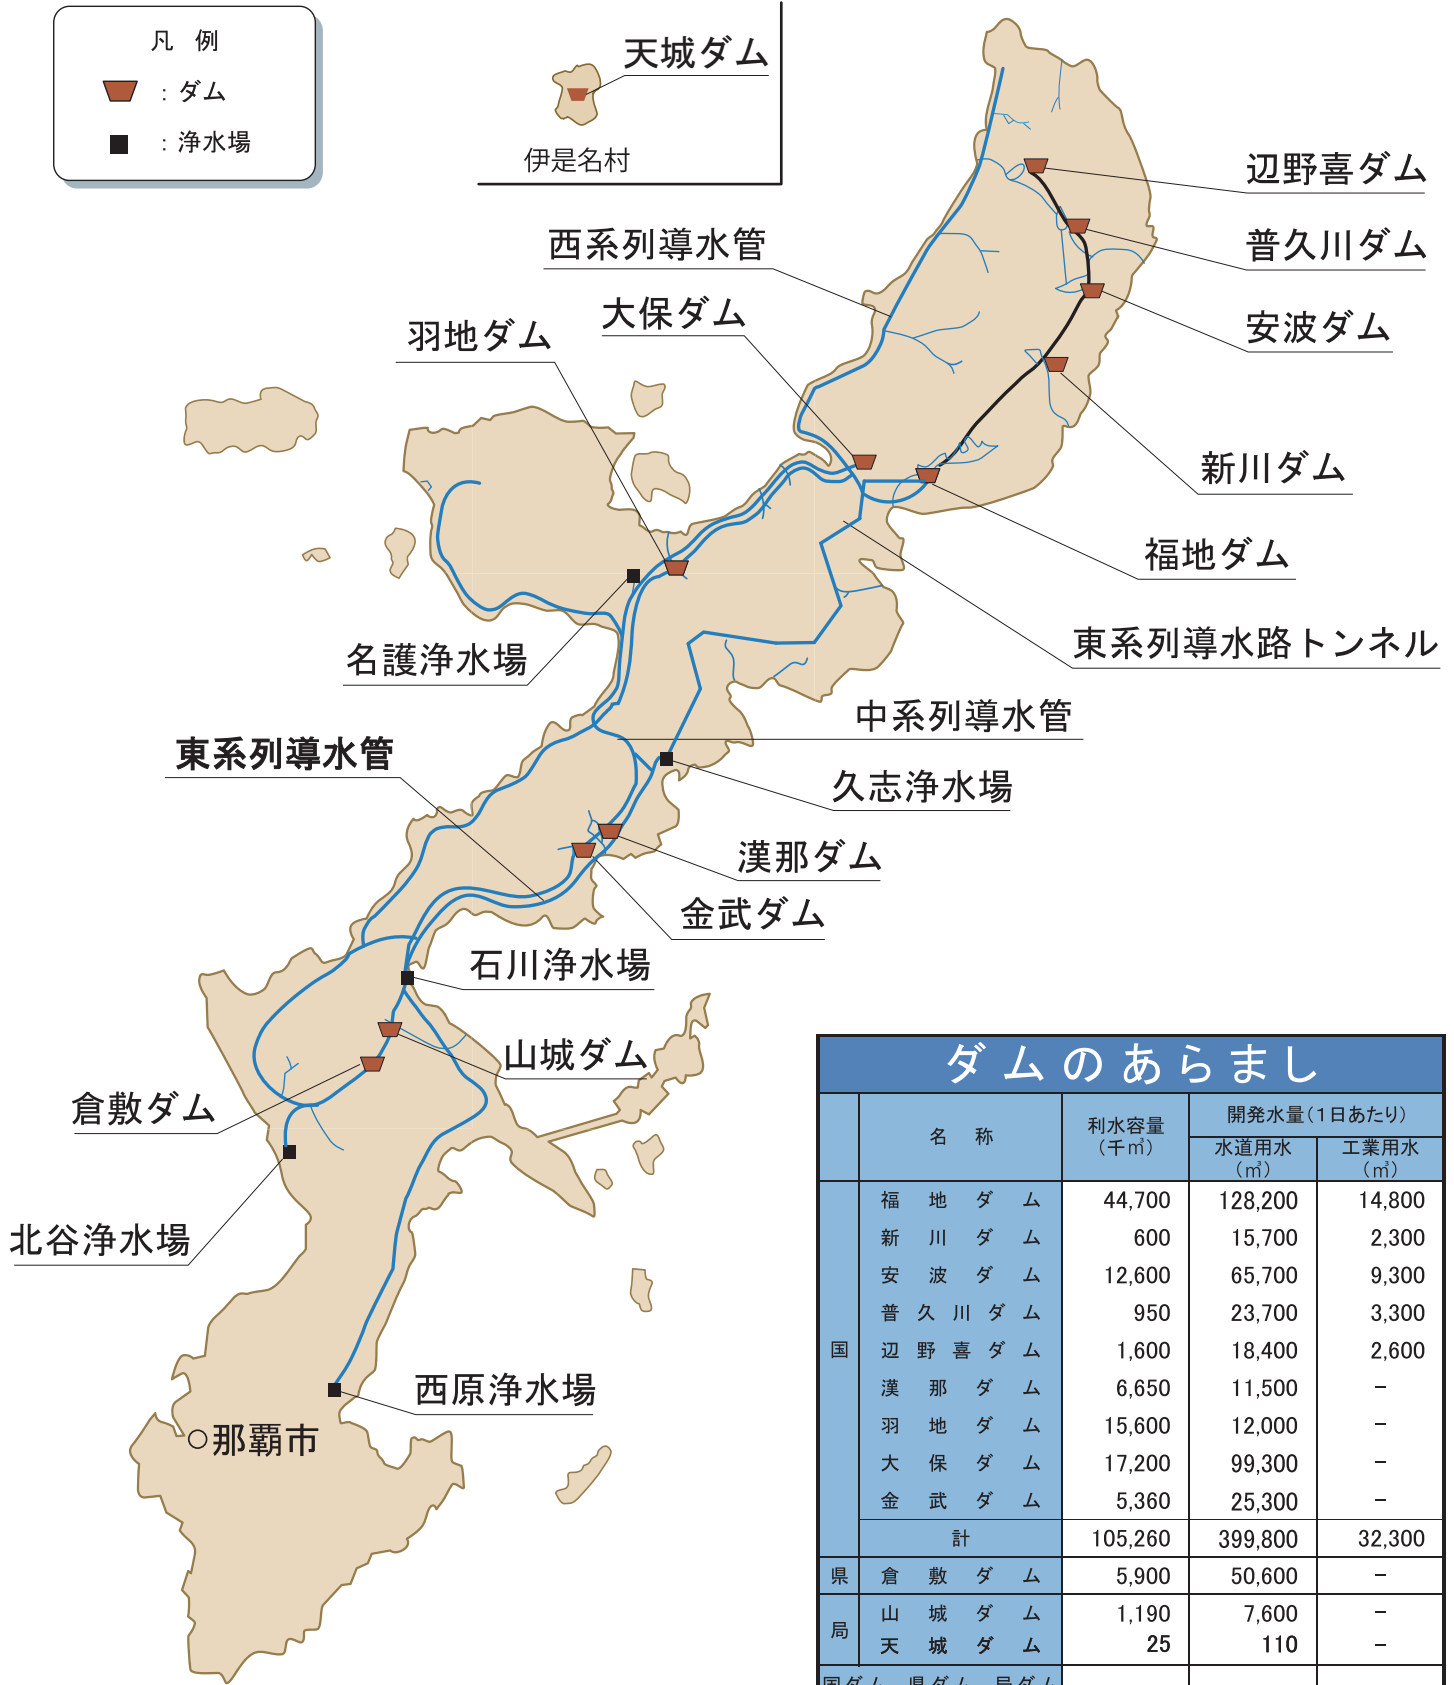 凡 例
：ダム
：浄水場
天城ダム
伊是名村
辺野喜ダム
西系列導水管
普久川ダム
大保ダム
羽地ダム
安波ダム
新川ダム
福地ダム
東系列導水路トンネル
名護浄水場
中系列導水管
東系列導水管
久志浄水場
漢那ダム
金武ダム
石川浄水場
山城ダム
倉敷ダム
北谷浄水場
西原浄水場
○那覇市
ダムのあらまし
名 称 利水容量（千㎥） 開発水量（1日あたり）
水道用水（㎥） 工業用水（㎥）
国
福地ダム 44,700 128,200 14,800
新川ダム 600 15,700 2,300
安波ダム 12,600 65,700 9,300
普久川ダム 950 23,700 3,300
辺野喜ダム 1,600 18,400 2,600
漢那ダム 6,650 11,500 −
羽地ダム 15,600 12,000 −
大保ダム 17,200 99,300 −
金武ダム 5,360 25,300 −
計 105,260 399,800 32,300
県 倉敷ダム 5,900 50,600 −
局
山城ダム 1,190 7,600 −
天城ダム 25 110 −
国ダム 県ダム 局ダム